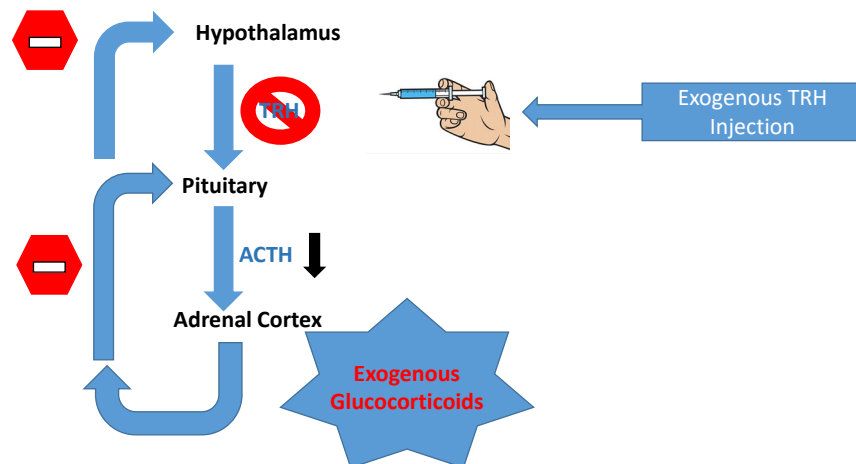 Hypothalamus
TRH
Exogenous TRH
Injection
Pituitary
ACTH
Adrenal Cortex
Exogenous
Glucocorticoids